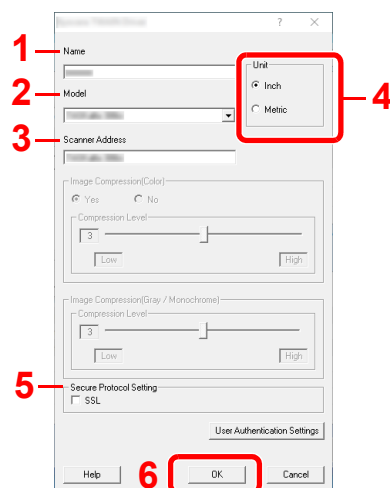 ? ×
1 Name
Unit
Inch
2 Model
4
Metric
3 Scanner Address
Image Compression(Color)
Yes No
Compression Level
3
Low High
Image Compression(Gray / Monochrome)
Compression Level
3
Low High
5 Secure Protocol Setting
SSL
User Authentication Settings
Help 6 OK Cancel